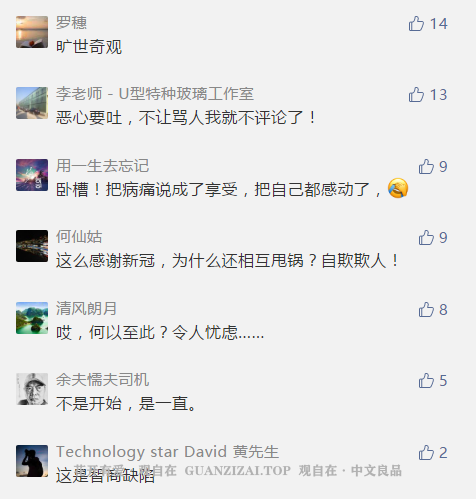 罗穗
14
旷世奇观
李老师 - U型特种玻璃工作室
13
恶心要吐，不让骂人我就不评论了！
用一生去忘记
9
卧槽！把病痛说成了享受，把自己都感动了，🤣
何仙姑
9
这么感谢新冠，为什么还相互甩锅？自欺欺人！
清风朗月
8
哎，何以至此？令人忧虑......
余夫懦夫司机
5
不是开始，是一直。
Technology star David 黄先生
2
观自在 GUANZIZAI.TOP 观自在 · 中文良品
这是智商缺陷